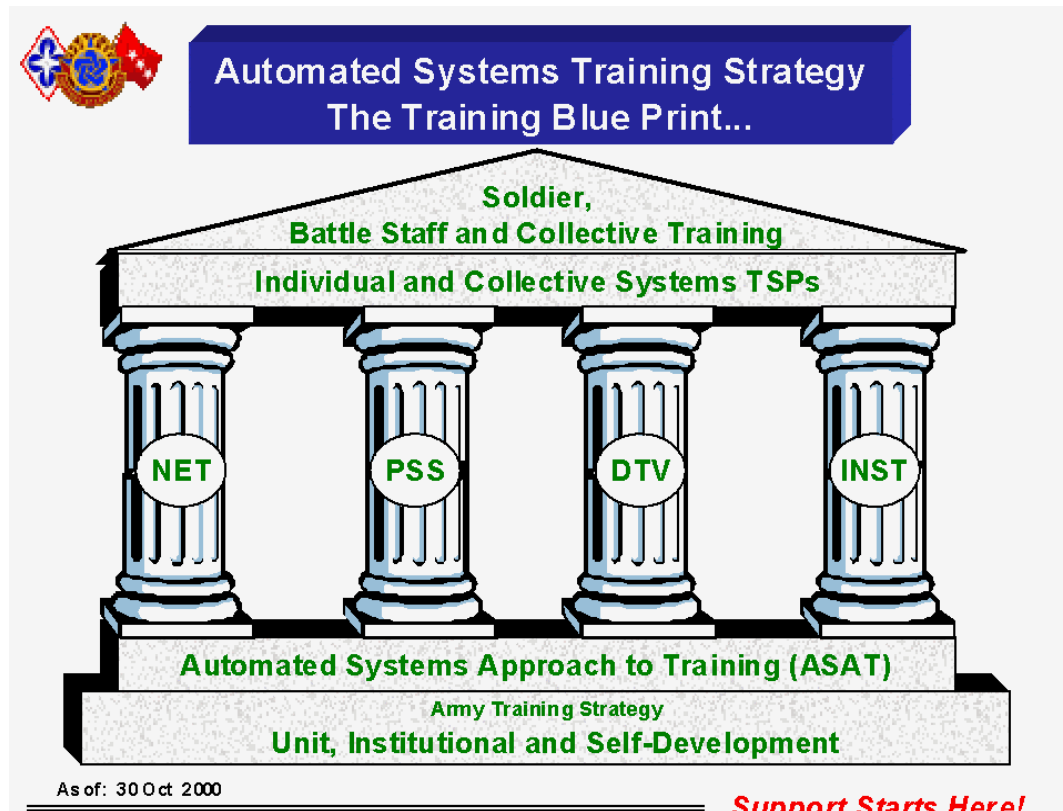 Automated Systems Training Strategy
The Training Blue Print...
Soldier,
Battle Staff and Collective Training
Individual and Collective Systems TSPs
NET
PSS
DTV
INST
Automated Systems Approach to Training (ASAT)
Army Training Strategy
Unit, Institutional and Self-Development
As of: 30 Oct 2000
Support Starts Here!